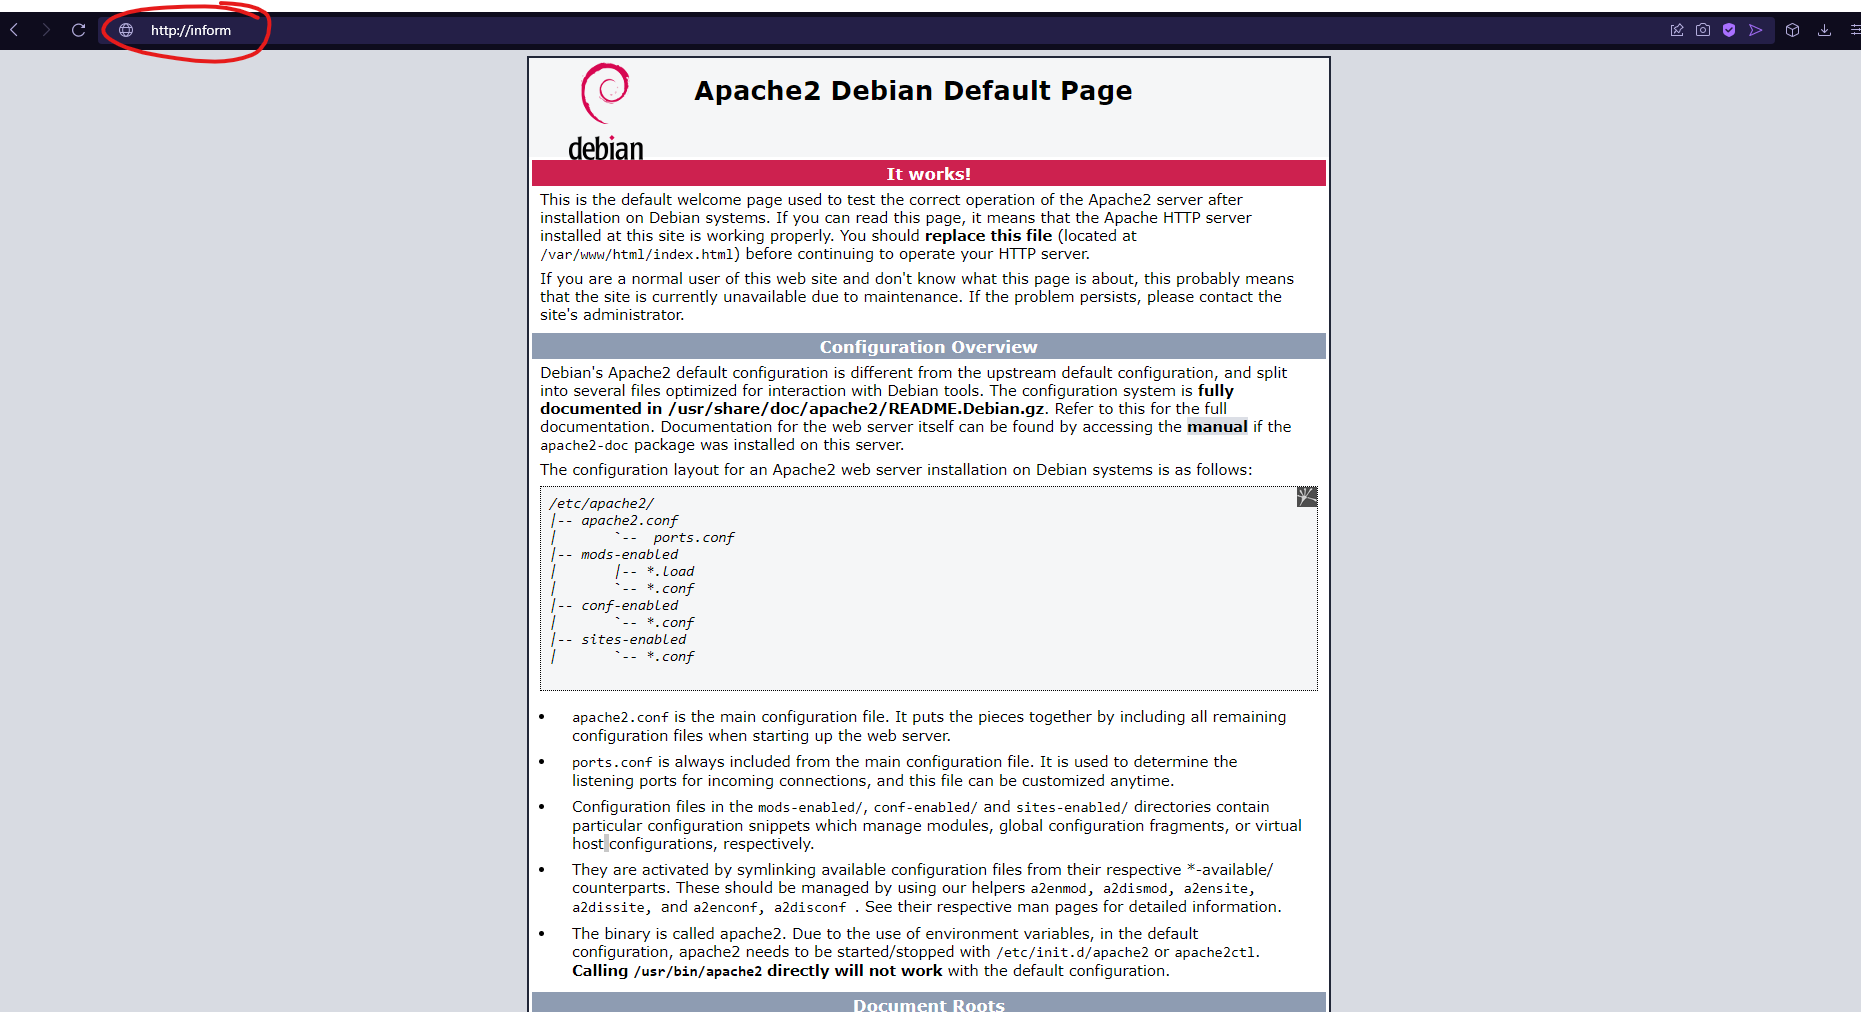 http://inform
debian
Apache2 Debian Default Page
It works!
This is the default welcome page used to test the correct operation of the Apache2 server after
installation on Debian systems. If you can read this page, it means that the Apache HTTP server
installed at this site is working properly. You should replace this file (located at
/var/www/html/index.html) before continuing to operate your HTTP server.
If you are a normal user of this web site and don't know what this page is about, this probably means
that the site is currently unavailable due to maintenance. If the problem persists, please contact the
site's administrator.
Configuration Overview
Debian's Apache2 default configuration is different from the upstream default configuration, and split
into several files optimized for interaction with Debian tools. The configuration system is fully
documented in /usr/share/doc/apache2/README.Debian.gz. Refer to this for the full
documentation. Documentation for the web server itself can be found by accessing the manual if the
apache2-doc package was installed on this server.
The configuration layout for an Apache2 web server installation on Debian systems is as follows:
/etc/apache2/
|-- apache2.conf
|       `--  ports.conf
|-- mods-enabled
|       |-- *.load
|       `-- *.conf
|-- conf-enabled
|       `-- *.conf
|-- sites-enabled
|       `-- *.conf
• apache2.conf is the main configuration file. It puts the pieces together by including all remaining
configuration files when starting up the web server.
• ports.conf is always included from the main configuration file. It is used to determine the
listening ports for incoming connections, and this file can be customized anytime.
• Configuration files in the mods-enabled/, conf-enabled/ and sites-enabled/ directories contain
particular configuration snippets which manage modules, global configuration fragments, or virtual
host configurations, respectively.
• They are activated by symlinking available configuration files from their respective *-available/
counterparts. These should be managed by using our helpers a2enmod, a2dismod, a2ensite,
a2dissite, and a2enconf, a2disconf . See their respective man pages for detailed information.
• The binary is called apache2. Due to the use of environment variables, in the default
configuration, apache2 needs to be started/stopped with /etc/init.d/apache2 or apache2ctl.
Calling /usr/bin/apache2 directly will not work with the default configuration.
Document Roots